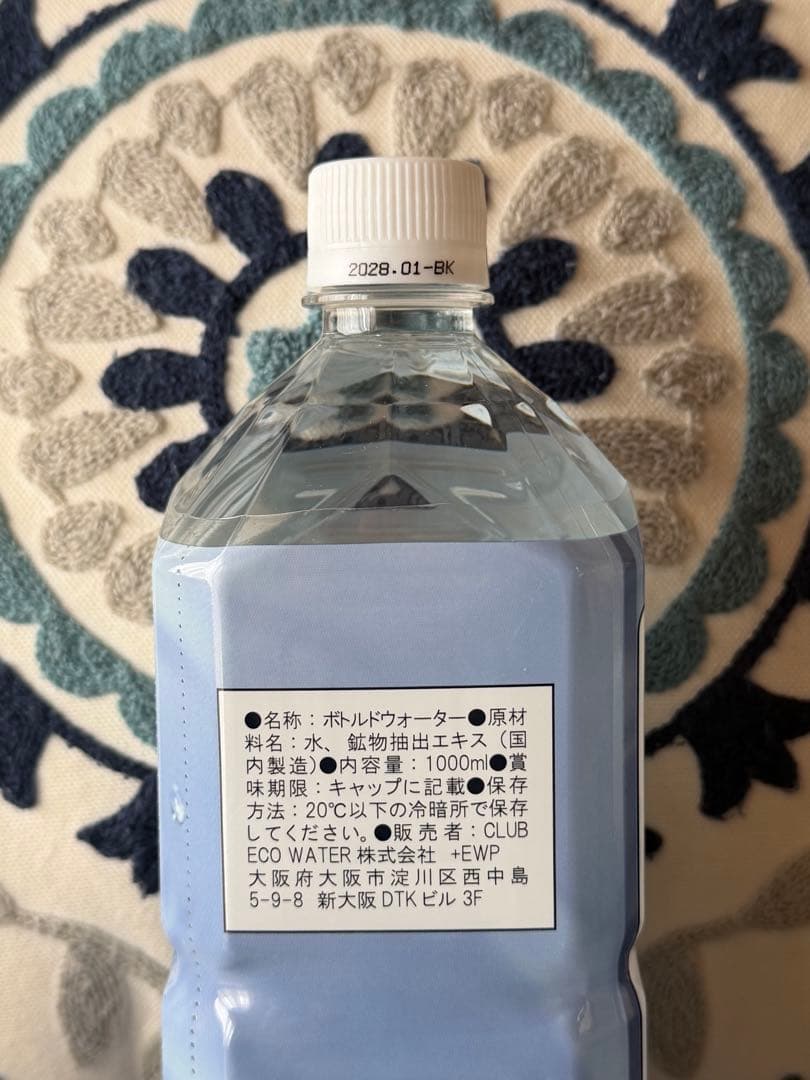 2028.01-BK
●名称：ボトルドウォーター●原材
料名：水、鉱物抽出エキス（国
内製造）●内容量：1000ml●賞
味期限：キャップに記載●保存
方法：20℃以下の冷暗所で保存
してください。●販売者：CLUB
ECO WATER 株式会社 +EWP
大阪府大阪市淀川区西中島
5-9-8 新大阪 DTK ビル 3F